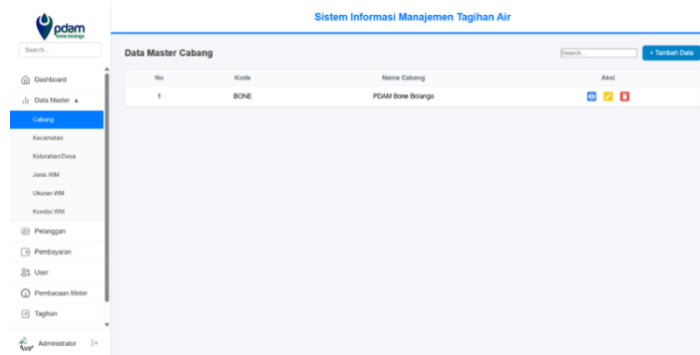 pdam
bone bolango
Sistem Informasi Manajemen Tagihan Air
Search...
Data Master Cabang
Search...
+ Tambah Data
Dashboard
Data Master
Cabang
Kecamatan
Kelurahan/Desa
Jenis WM
Ukuran WM
Kondisi WM
Pelanggan
Pembayaran
User
Pembacaan Meter
Tagihan
Administrator
No Kode Nama Cabang Aksi
1 BONE PDAM Bone Bolango